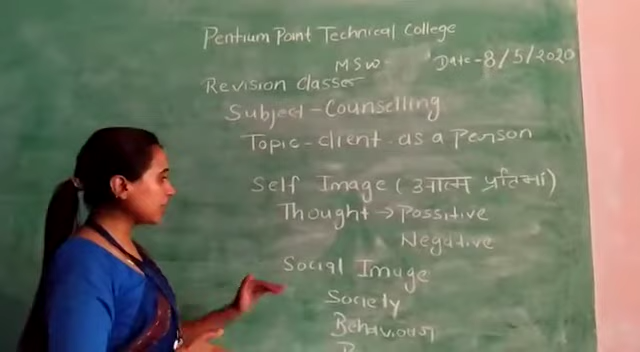 Pentium Point Technical College
MSW Date-8/5/2020
Revision classes
Subject-Counselling
Topic-client as a Person
Self Image (आत्म प्रतिमा)
Thought → Possitive
Negative
Social Image
Society
Behaviour